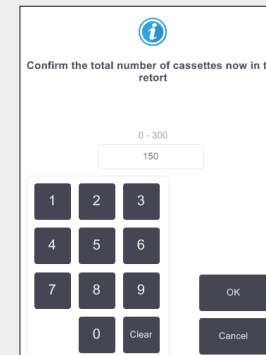 i
Confirm the total number of cassettes now in t
retort
0 - 300
150
1 2 3
4 5 6
7 8 9
OK
0 Clear
Cancel